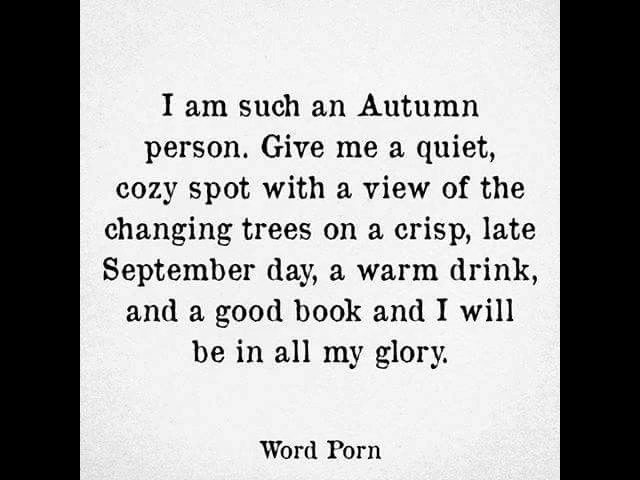 I am such an Autumn
person. Give me a quiet,
cozy spot with a view of the
changing trees on a crisp, late
September day, a warm drink,
and a good book and I will
be in all my glory.
Word Porn